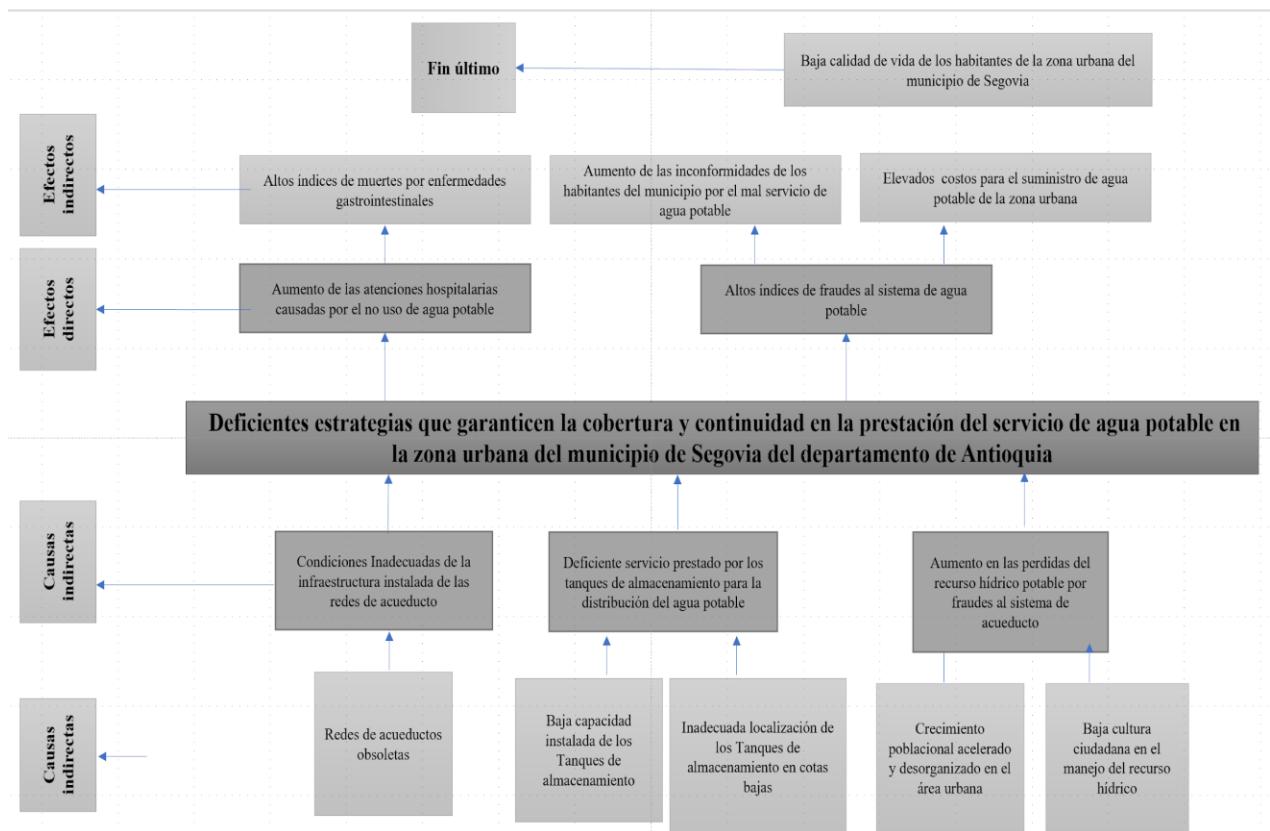 Fin último
Baja calidad de vida de los habitantes de la zona urbana del
municipio de Segovia
Efectos
indirectos
Altos índices de muertes por enfermedades
gastrointestinales
Aumento de las inconformidades de los
habitantes del municipio por el mal servicio de
agua potable
Elevados costos para el suministro de agua
potable de la zona urbana
Efectos
directos
Aumento de las atenciones hospitalarias
causadas por el no uso de agua potable
Altos índices de fraudes al sistema de agua
potable
Deficientes estrategias que garanticen la cobertura y continuidad en la prestación del servicio de agua potable en
la zona urbana del municipio de Segovia del departamento de Antioquia
Causas
indirectas
Condiciones Inadecuadas de la
infraestructura instalada de las
redes de acueducto
Deficiente servicio prestado por los
tanques de almacenamiento para la
distribución del agua potable
Aumento en las perdidas del
recurso hídrico potable por
fraudes al sistema de
acueducto
Causas
indirectas
Redes de acueductos
obsoletas
Baja capacidad
instalada de los
Tanques de
almacenamiento
Inadecuada localización de
los Tanques de
almacenamiento en cotas
bajas
Crecimiento
poblacional acelerado
y desorganizado en el
área urbana
Baja cultura
ciudadana en el
manejo del recurso
hídrico